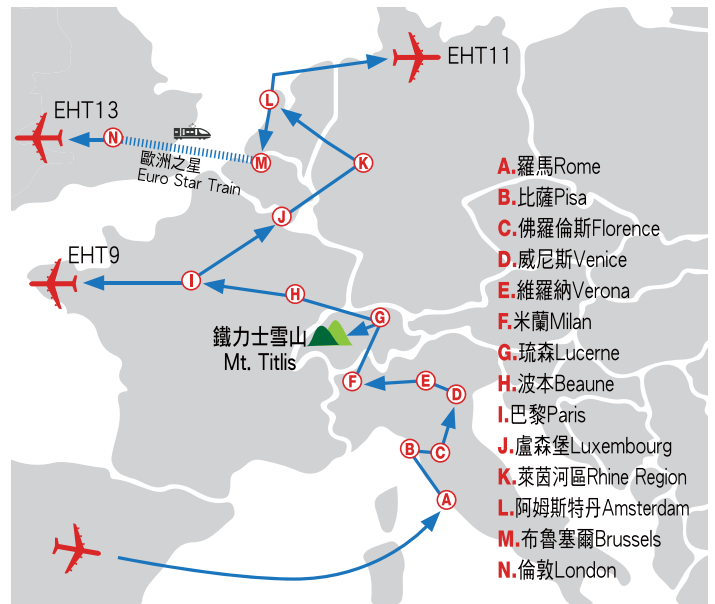 EHT11
L
EHT13
N
歐洲之星
Euro Star Train
M
K
A.羅馬Rome
B.比薩Pisa
C.佛羅倫斯Florence
D.威尼斯Venice
E.維羅納Verona
F.米蘭Milan
G.琉森Lucerne
H.波本Beaune
I.巴黎Paris
J.盧森堡Luxembourg
K.萊茵河區Rhine Region
L.阿姆斯特丹Amsterdam
M.布魯塞爾Brussels
N.倫敦London
J
EHT9
I
H
G
鐵力士雪山
Mt. Titlis
F
E
D
B
C
A